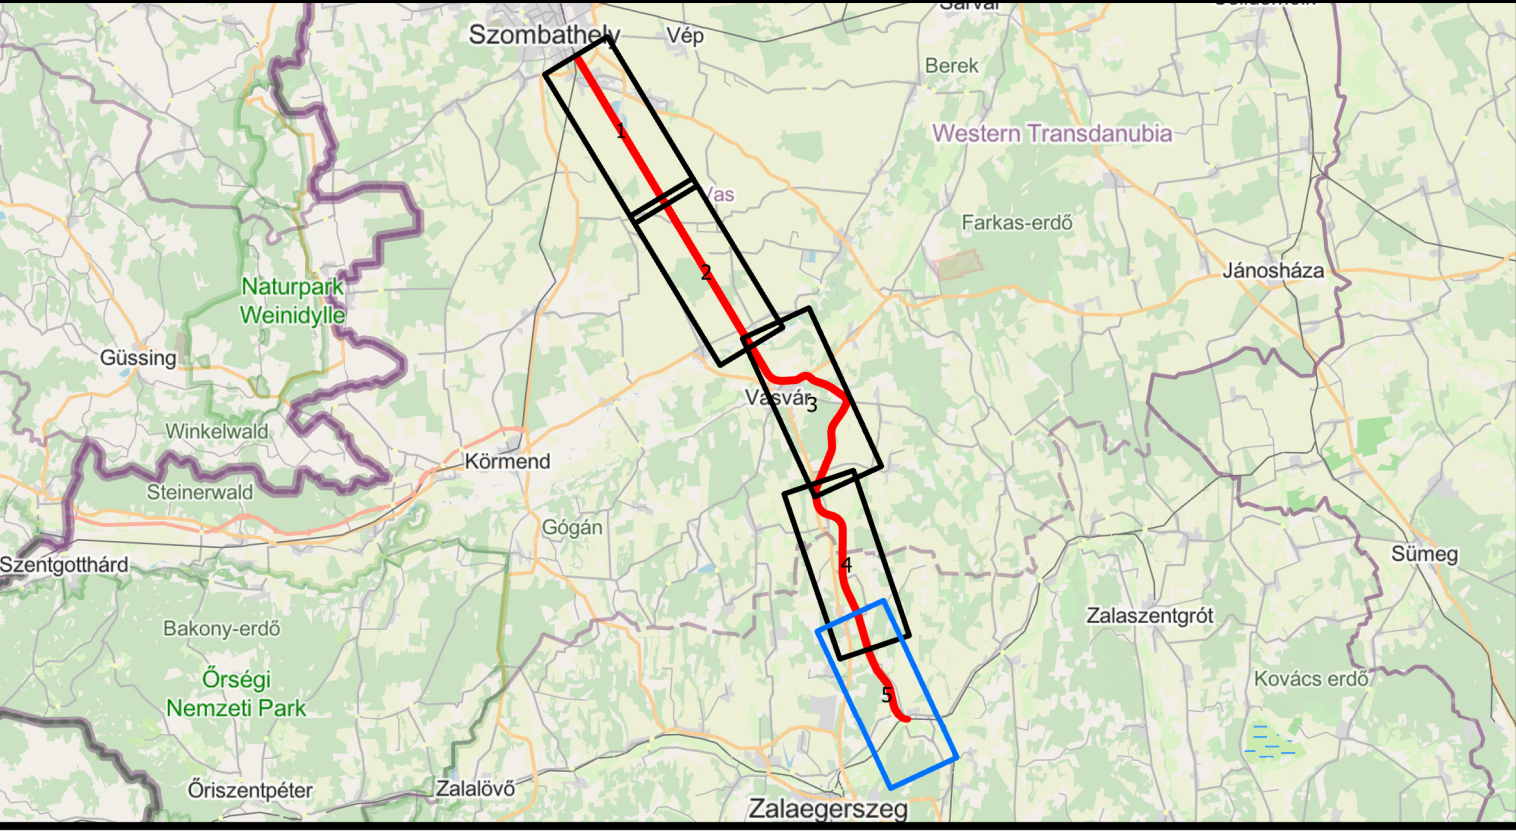 Sárvár
Szombathely
Vép
Berek
Western Transdanubia
1
Vas
Farkas-erdő
2
Jánosháza
Naturpark
Weinidylle
Güssing
Vasvár
3
Winkelwald
Körmend
Steinerwald
Gógán
Sümeg
Szentgotthárd
4
Zalaszentgrót
Bakony-erdő
Kovács erdő
Őrségi
Nemzeti Park
5
Őriszentpéter
Zalalövő
Zalaegerszeg